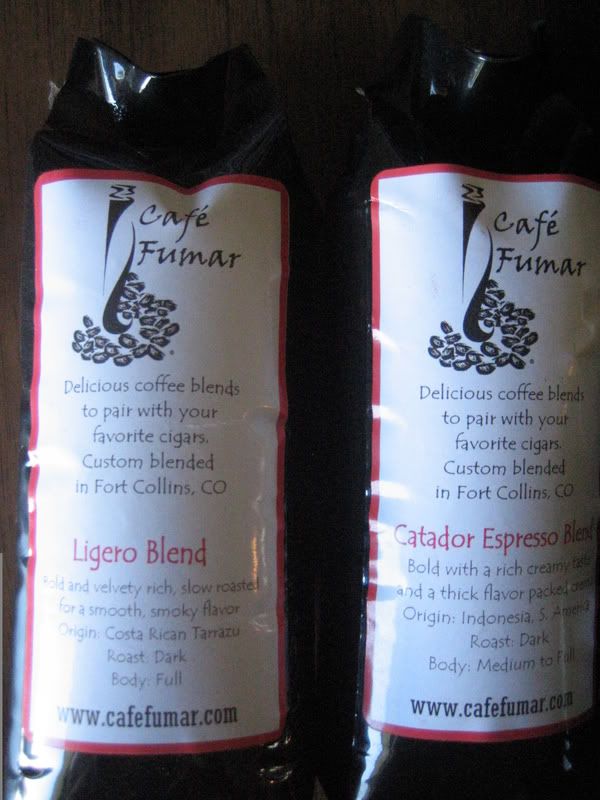 Café
Fumar
Delicious coffee blends
to pair with your
favorite cigars.
Custom blended
in Fort Collins, CO
Ligero Blend
Bold and velvety rich, slow roasted
for a smooth, smoky flavor
Origin: Costa Rican Tarrazu
Roast: Dark
Body: Full
www.cafefumar.com
Café
Fumar
Delicious coffee blends
to pair with your
favorite cigars.
Custom blended
in Fort Collins, CO
Catador Espresso Blend
Bold with a rich creamy taste
and a thick flavor packed crema
Origin: Indonesia, S. America
Roast: Dark
Body: Medium to Full
www.cafefumar.com